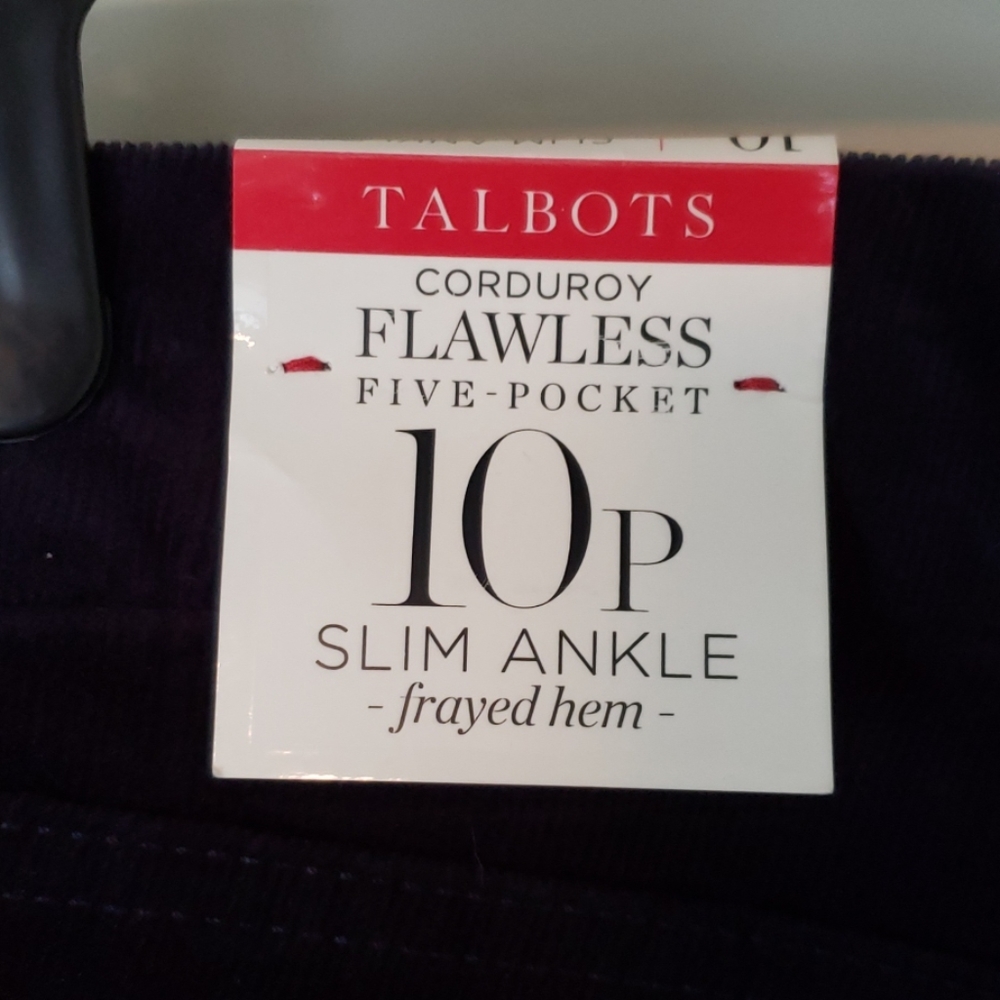 TALBOTS
CORDUROY
FLAWLESS
FIVE-POCKET
10P
SLIM ANKLE
- frayed hem -